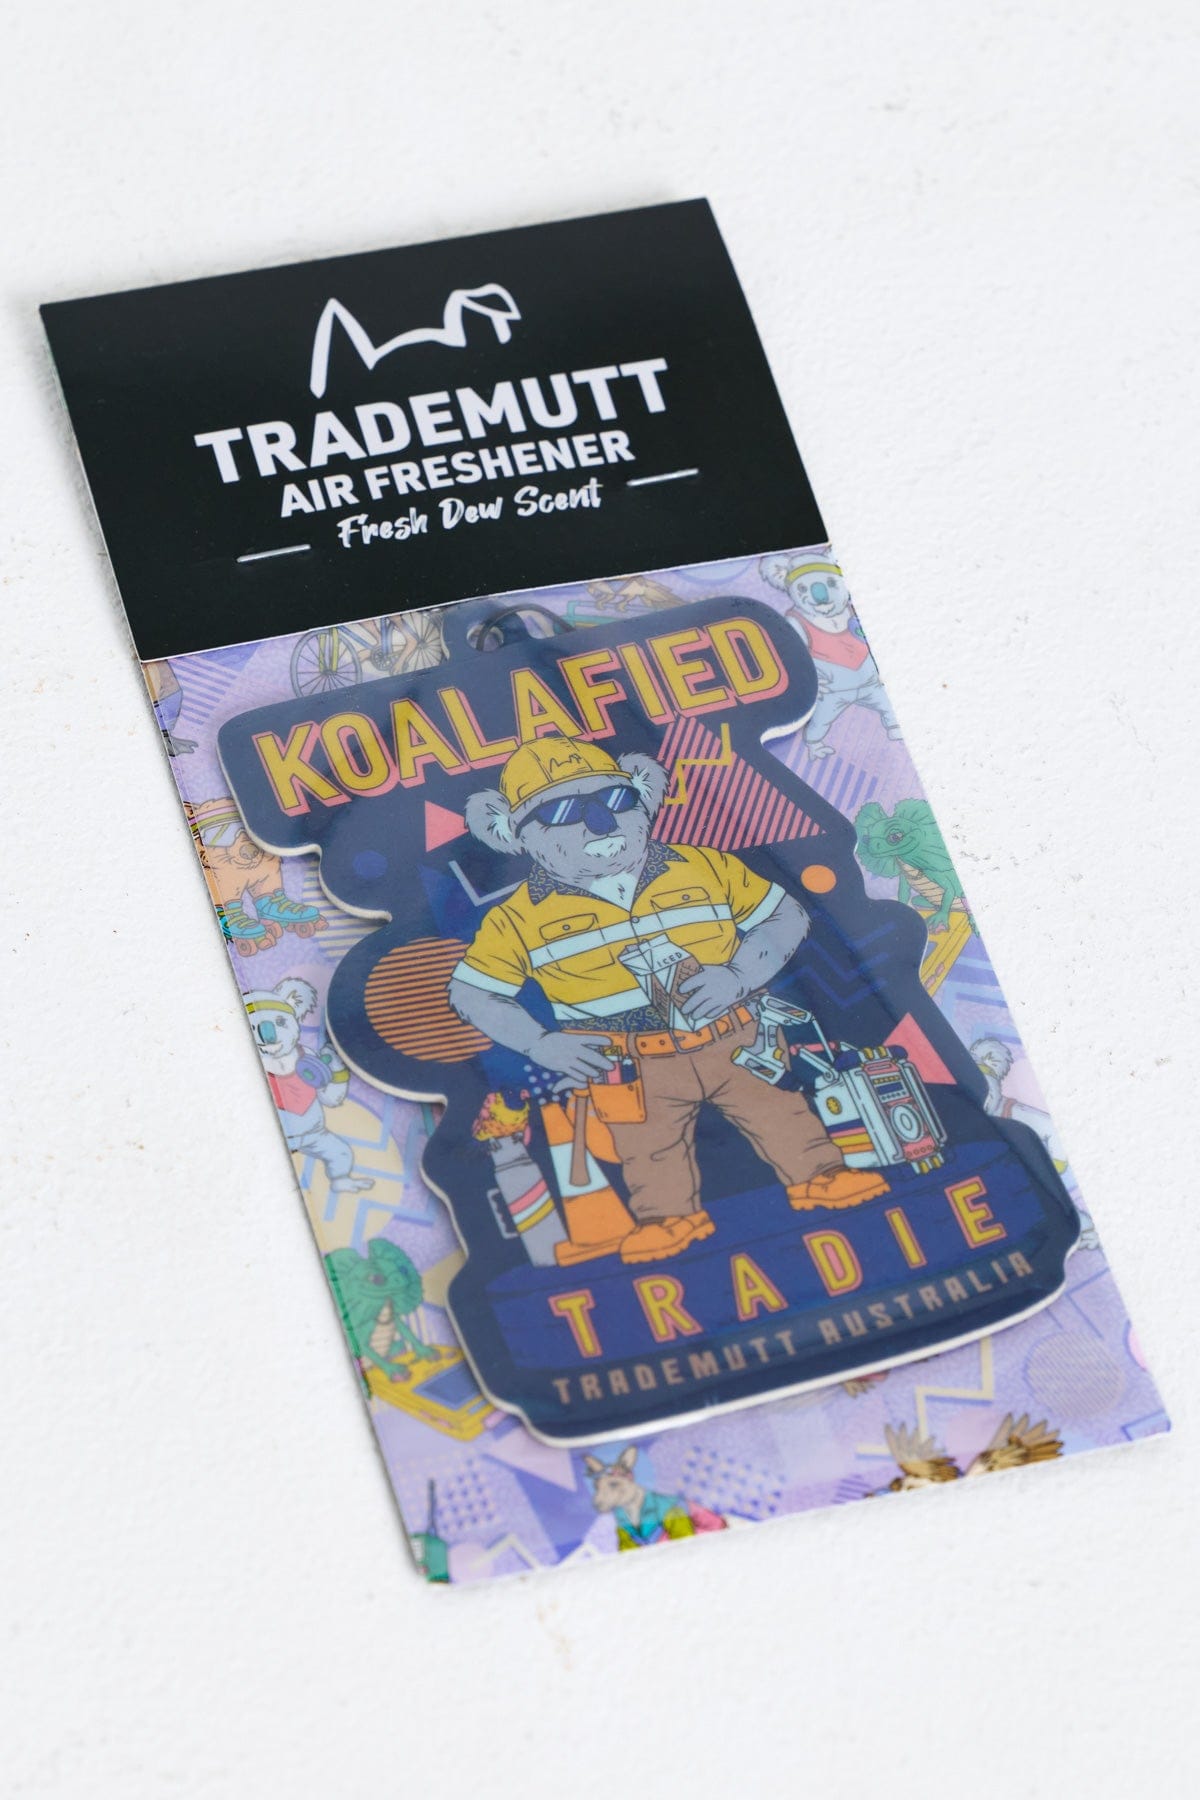 TRADEMUTT
AIR FRESHENER
Fresh Dew Scent
KOALAFIED
ICED
TRADIE
TRADEMUTT AUSTRALIA